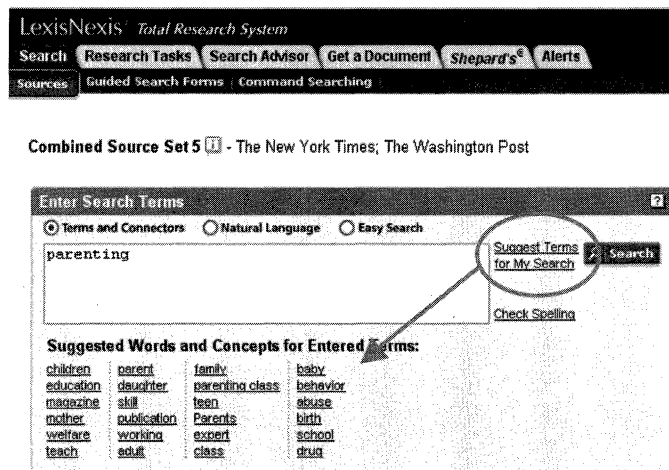 LexisNexis® Total Research System
Search Research Tasks Search Advisor Get a Document Shepard's® Alerts
Sources Guided Search Forms Command Searching
Combined Source Set 5 i - The New York Times; The Washington Post
Enter Search Terms ?
Terms and Connectors Natural Language Easy Search
parenting
Suggest Terms
for My Search
Search
Check Spelling
Suggested Words and Concepts for Entered Terms:
children parent family baby
education daughter parenting class behavior
magazine skill teen abuse
mother publication Parents birth
welfare working expert school
teach adult class drug